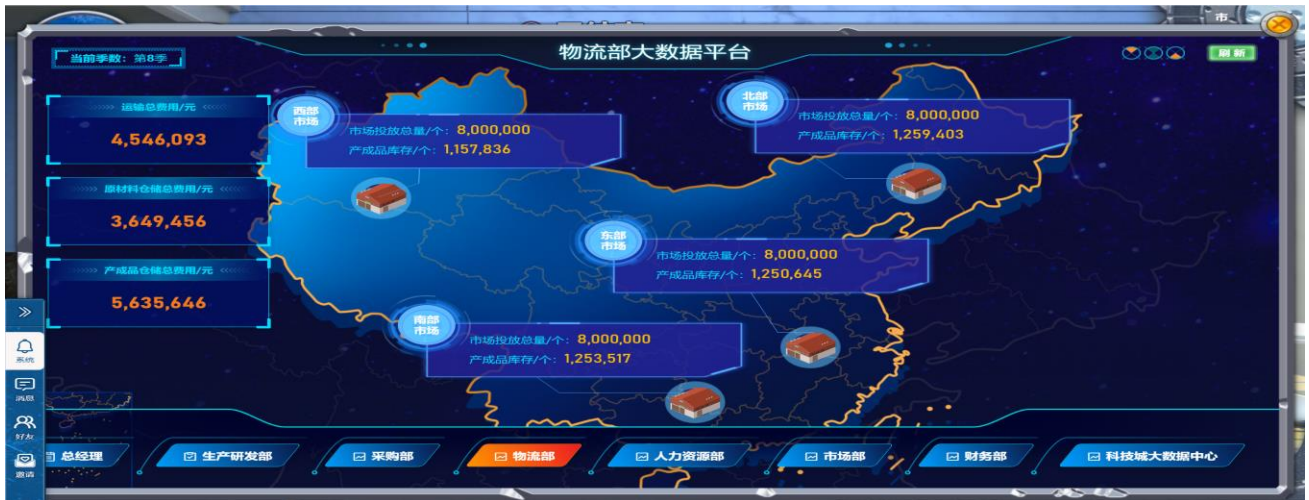 市
物流部大数据平台
当前季数：第8季
刷新
运输总费用/元
4,546,093
原材料仓储总费用/元
3,649,456
产成品仓储总费用/元
5,635,646
西部
市场
市场投放总量/个：8,000,000
产成品库存/个：1,157,836
北部
市场
市场投放总量/个：8,000,000
产成品库存/个：1,259,403
东部
市场
市场投放总量/个：8,000,000
产成品库存/个：1,250,645
南部
市场
市场投放总量/个：8,000,000
产成品库存/个：1,253,517
系统
消息
好友
邀请
总经理
生产研发部
采购部
物流部
人力资源部
市场部
财务部
科技城大数据中心